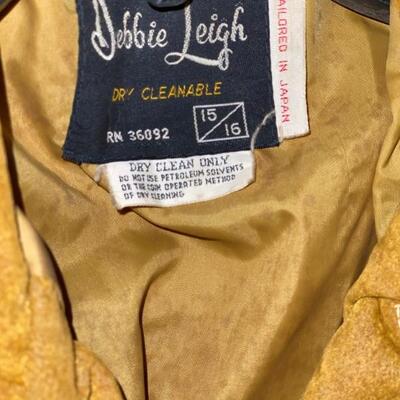 Debbie Leigh
DRY CLEANABLE
15/16
RN 36092
TAILORED IN JAPAN
DRY CLEAN ONLY
DO NOT USE PETROLEUM SOLVENTS
OR THE COIN OPERATED METHOD
OF DRY CLEANING